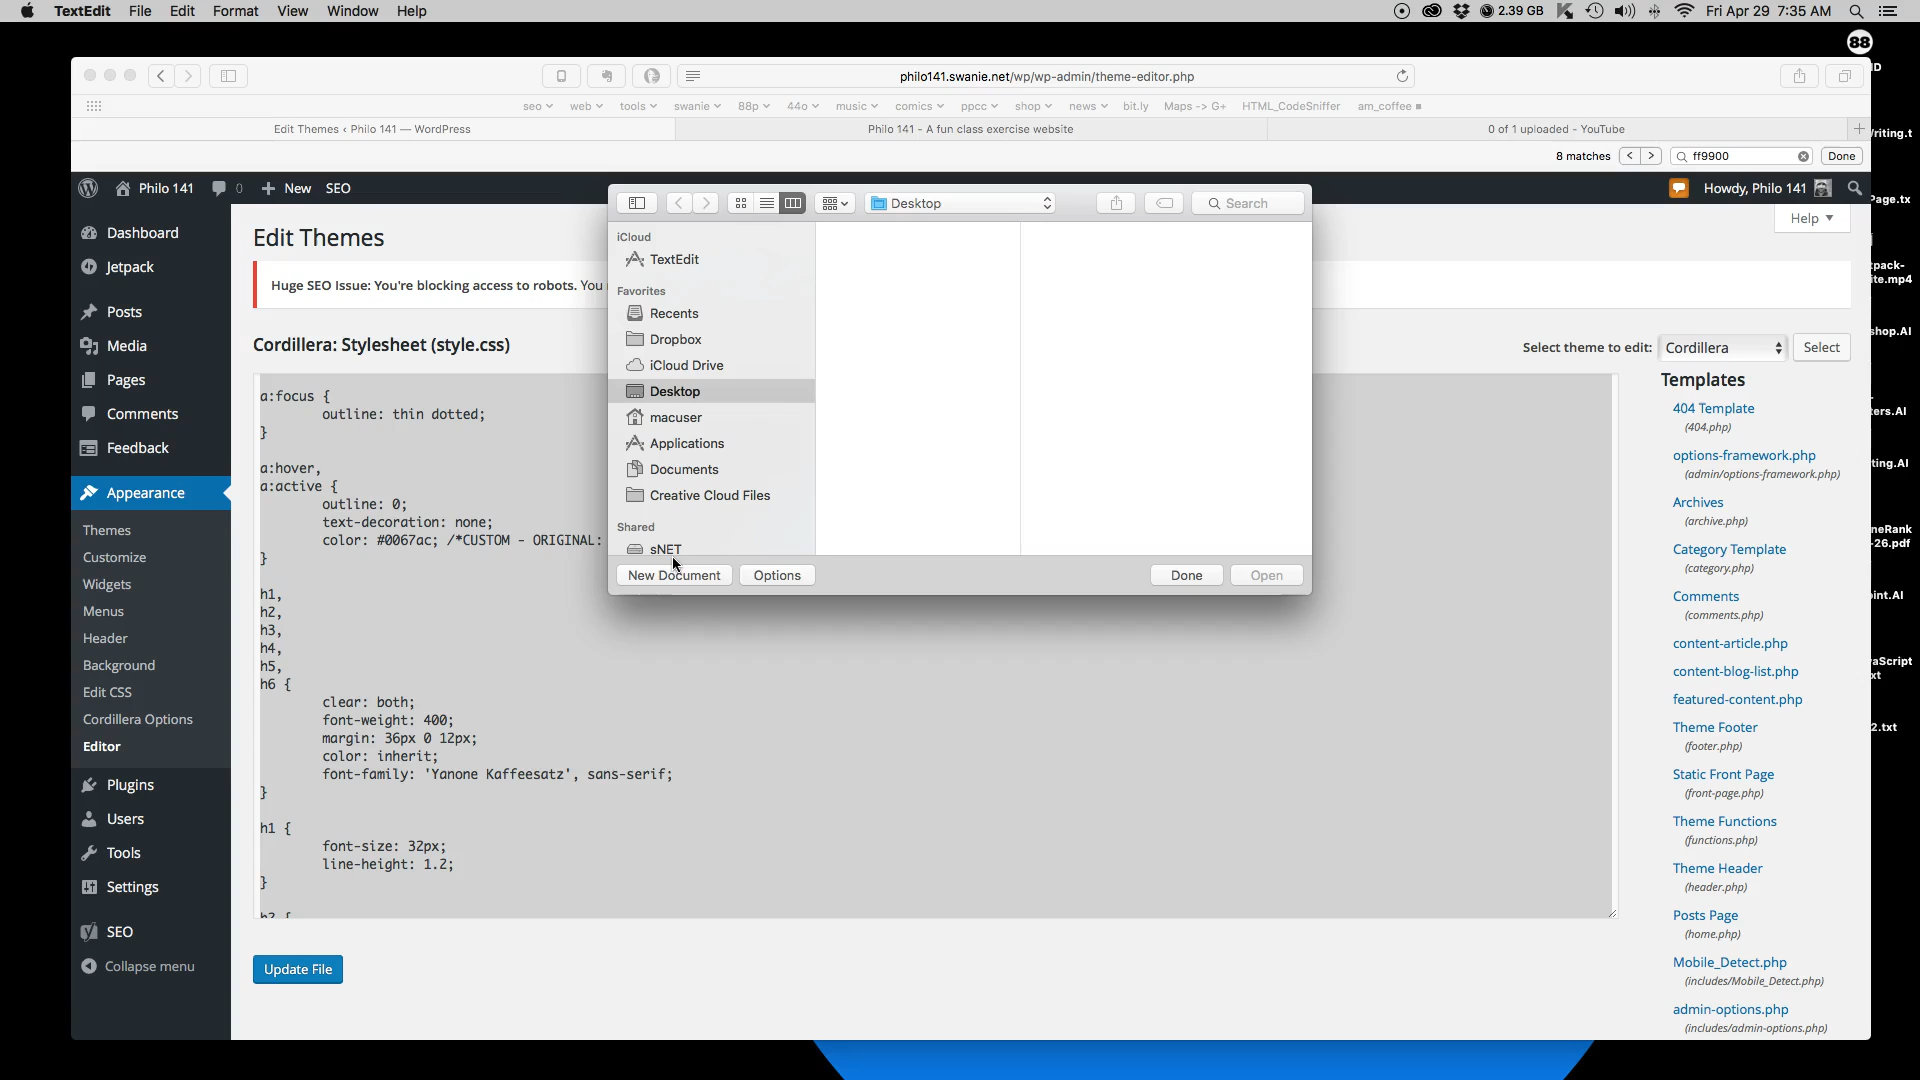 TextEdit File Edit Format View Window Help
2.39 GB Fri Apr 29 7:35 AM
88
philo141.swanie.net/wp/wp-admin/theme-editor.php
seo web tools swanie 88p 44o music comics ppcc shop news bit.ly Maps -> G+ HTML_CodeSniffer am_coffee
Edit Themes ‹ Philo 141 — WordPress
Philo 141 - A fun class exercise website
0 of 1 uploaded - YouTube
8 matches ff9900 Done
Philo 141 0 New SEO
Howdy, Philo 141
Help
Dashboard
Jetpack
Posts
Media
Pages
Comments
Feedback
Appearance
Themes
Customize
Widgets
Menus
Header
Background
Edit CSS
Cordillera Options
Editor
Plugins
Users
Tools
Settings
SEO
Collapse menu
Edit Themes
Huge SEO Issue: You're blocking access to robots. You
Cordillera: Stylesheet (style.css)
Select theme to edit: Cordillera Select
a:focus {
outline: thin dotted;
}
a:hover,
a:active {
outline: 0;
text-decoration: none;
color: #0067ac; /*CUSTOM - ORIGINAL:
}
h1,
h2,
h3,
h4,
h5,
h6 {
clear: both;
font-weight: 400;
margin: 36px 0 12px;
color: inherit;
font-family: 'Yanone Kaffeesatz', sans-serif;
}
h1 {
font-size: 32px;
line-height: 1.2;
}
h2 {
Update File
Desktop
Search
iCloud
TextEdit
Favorites
Recents
Dropbox
iCloud Drive
Desktop
macuser
Applications
Documents
Creative Cloud Files
Shared
sNET
New Document Options Done Open
Templates
404 Template
(404.php)
options-framework.php
(admin/options-framework.php)
Archives
(archive.php)
Category Template
(category.php)
Comments
(comments.php)
content-article.php
content-blog-list.php
featured-content.php
Theme Footer
(footer.php)
Static Front Page
(front-page.php)
Theme Functions
(functions.php)
Theme Header
(header.php)
Posts Page
(home.php)
Mobile_Detect.php
(includes/Mobile_Detect.php)
admin-options.php
(includes/admin-options.php)